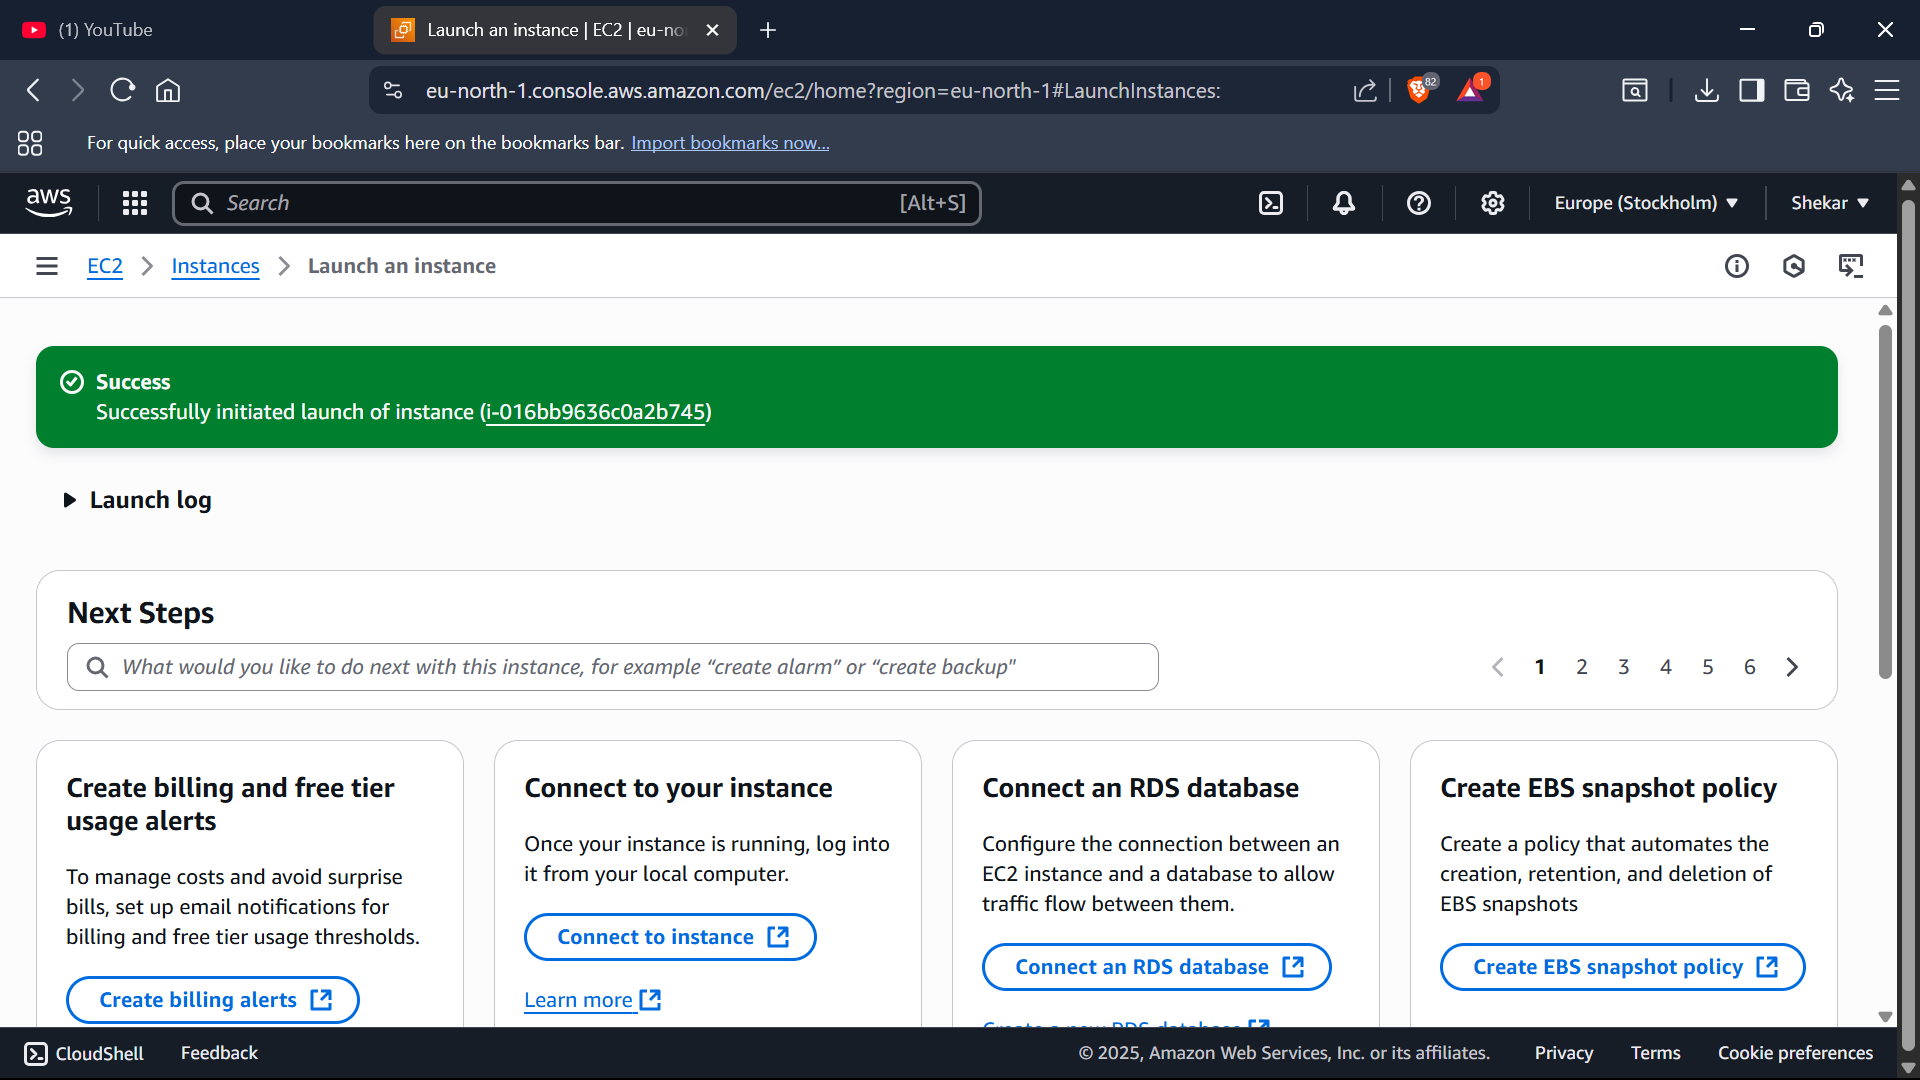 (1) YouTube
Launch an instance | EC2 | eu-no
eu-north-1.console.aws.amazon.com/ec2/home?region=eu-north-1#LaunchInstances:
82
1
For quick access, place your bookmarks here on the bookmarks bar. Import bookmarks now...
aws
Search
[Alt+S]
Europe (Stockholm)
Shekar
EC2
Instances
Launch an instance
Success
Successfully initiated launch of instance (i-016bb9636c0a2b745)
Launch log
Next Steps
What would you like to do next with this instance, for example “create alarm” or “create backup"
1 2 3 4 5 6
Create billing and free tier
usage alerts
To manage costs and avoid surprise
bills, set up email notifications for
billing and free tier usage thresholds.
Create billing alerts
Connect to your instance
Once your instance is running, log into
it from your local computer.
Connect to instance
Learn more
Connect an RDS database
Configure the connection between an
EC2 instance and a database to allow
traffic flow between them.
Connect an RDS database
Create a new RDS database
Create EBS snapshot policy
Create a policy that automates the
creation, retention, and deletion of
EBS snapshots
Create EBS snapshot policy
CloudShell
Feedback
© 2025, Amazon Web Services, Inc. or its affiliates.
Privacy
Terms
Cookie preferences